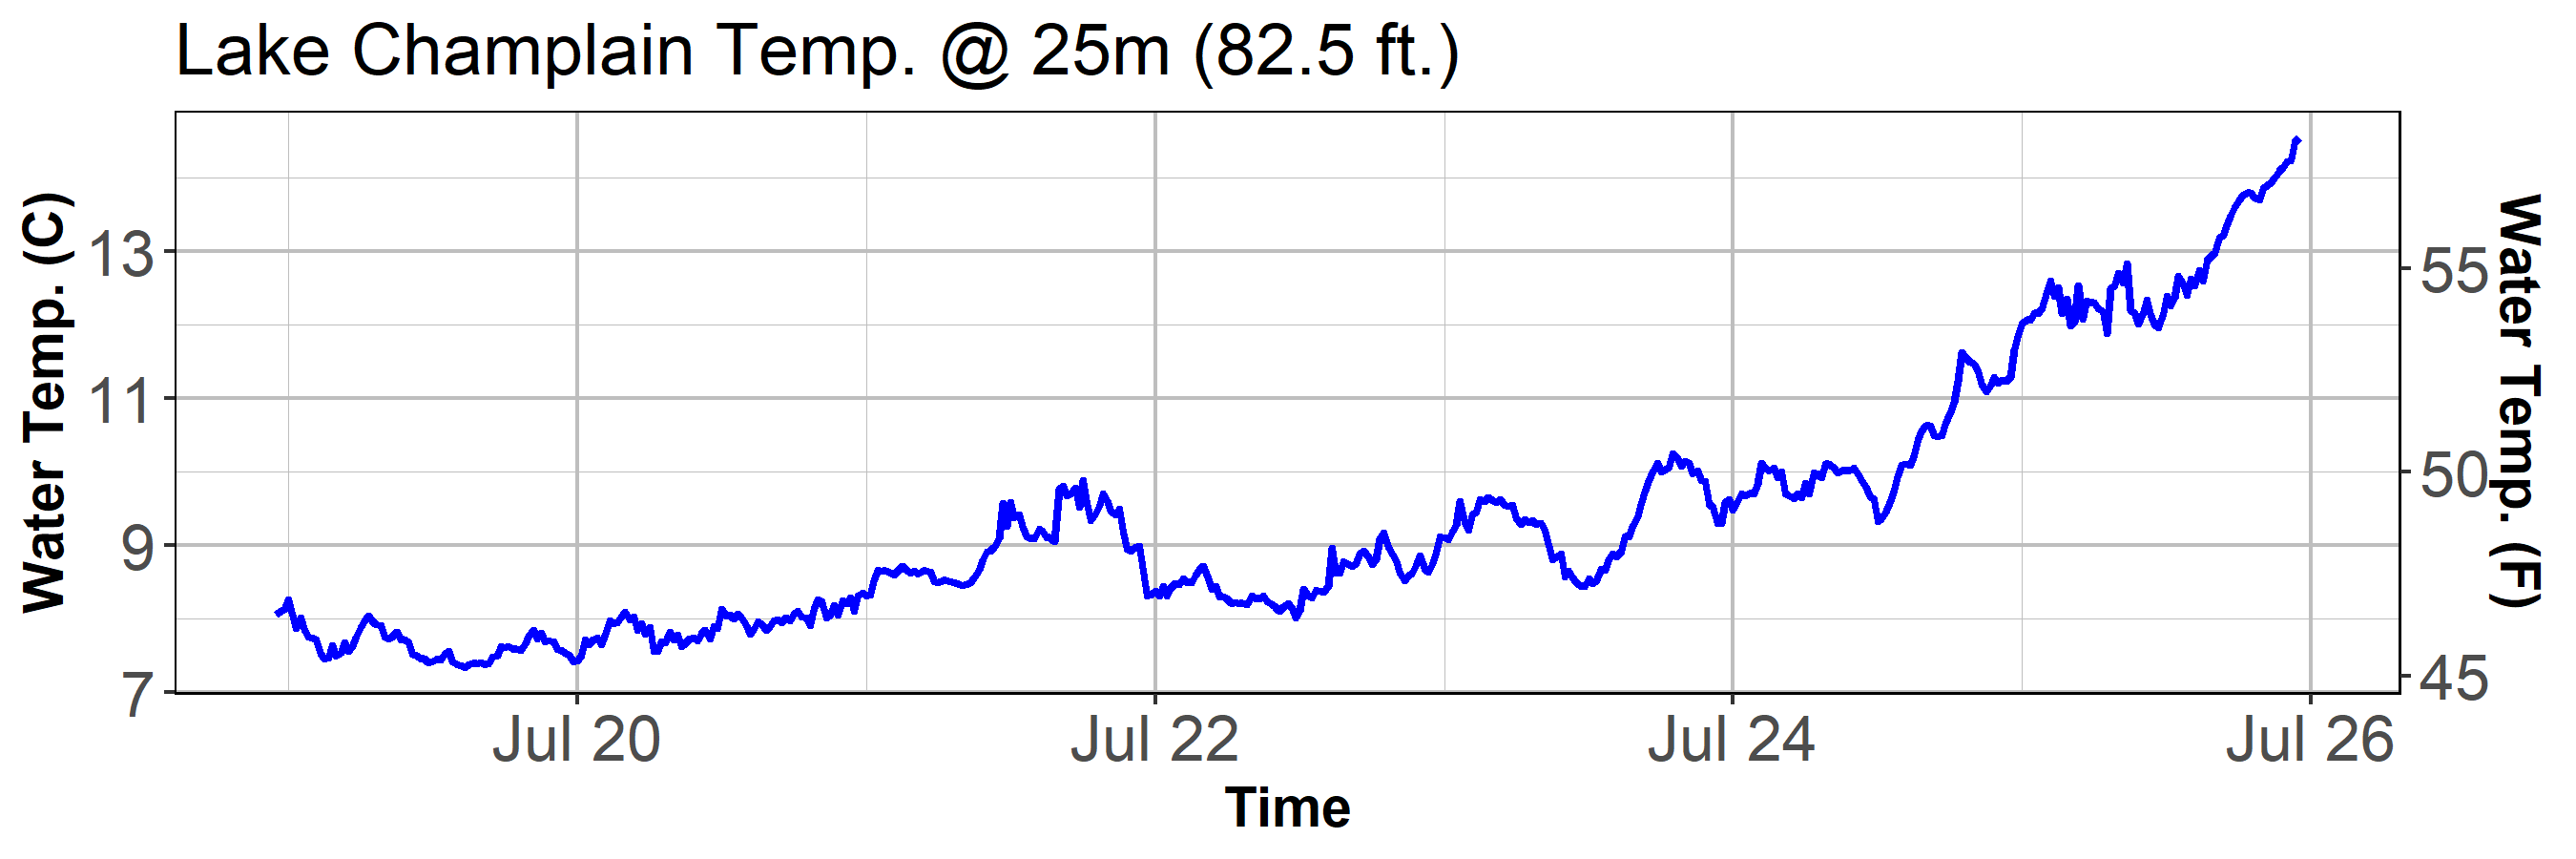 Lake Champlain Temp. @ 25m (82.5 ft.)
Water Temp. (C)
13
11
9
7
55
50
45
Water Temp. (F)
Jul 20
Jul 22
Jul 24
Jul 26
Time